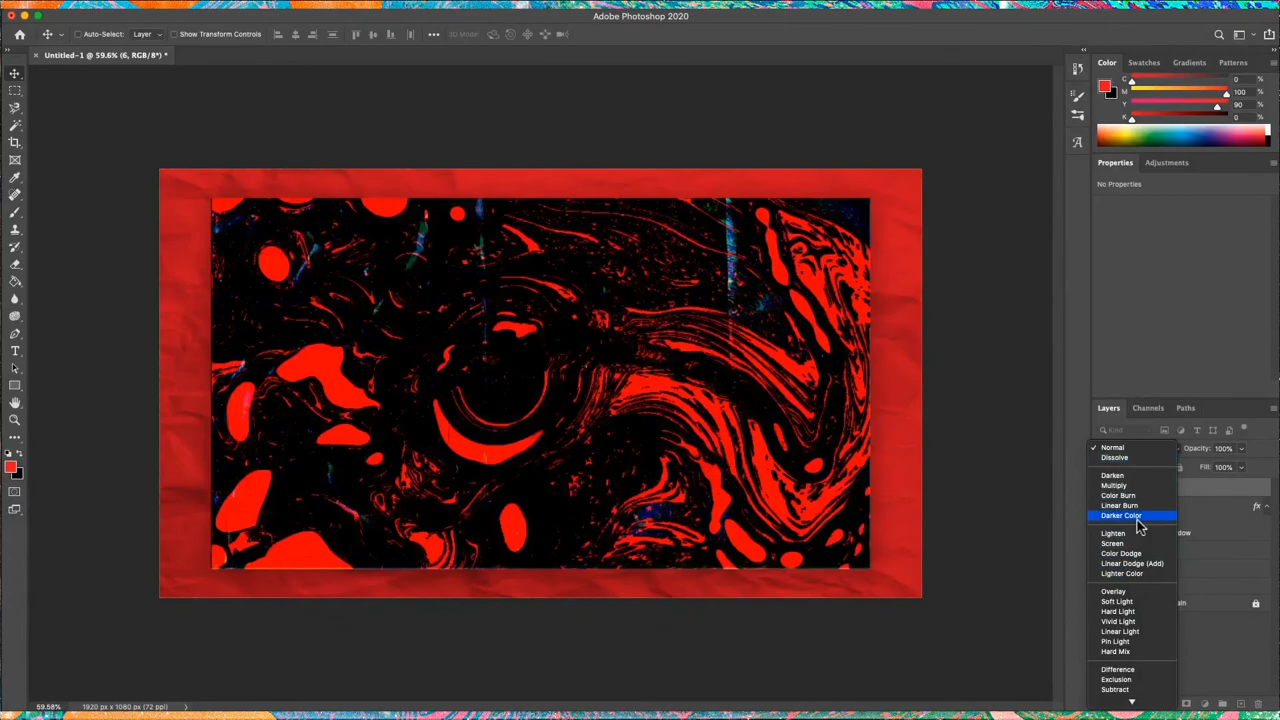 Adobe Photoshop 2020
Auto-Select: Layer Show Transform Controls 3D Mode:
Untitled-1 @ 59.6% (6, RGB/8*) *
Color Swatches Gradients Patterns
C 0 %
M 100 %
Y 90 %
K 0 %
Properties Adjustments
No Properties
Layers Channels Paths
Kind
Normal Opacity: 100%
Dissolve
Fill: 100%
Darken
Multiply
Color Burn
Linear Burn
fx
Darker Color
Lighten
Screen
Color Dodge
Linear Dodge (Add)
Lighter Color
Overlay
Soft Light
Hard Light
Vivid Light
Linear Light
Pin Light
Hard Mix
Difference
Exclusion
Subtract
59.58% 1920 px x 1080 px (72 ppi)